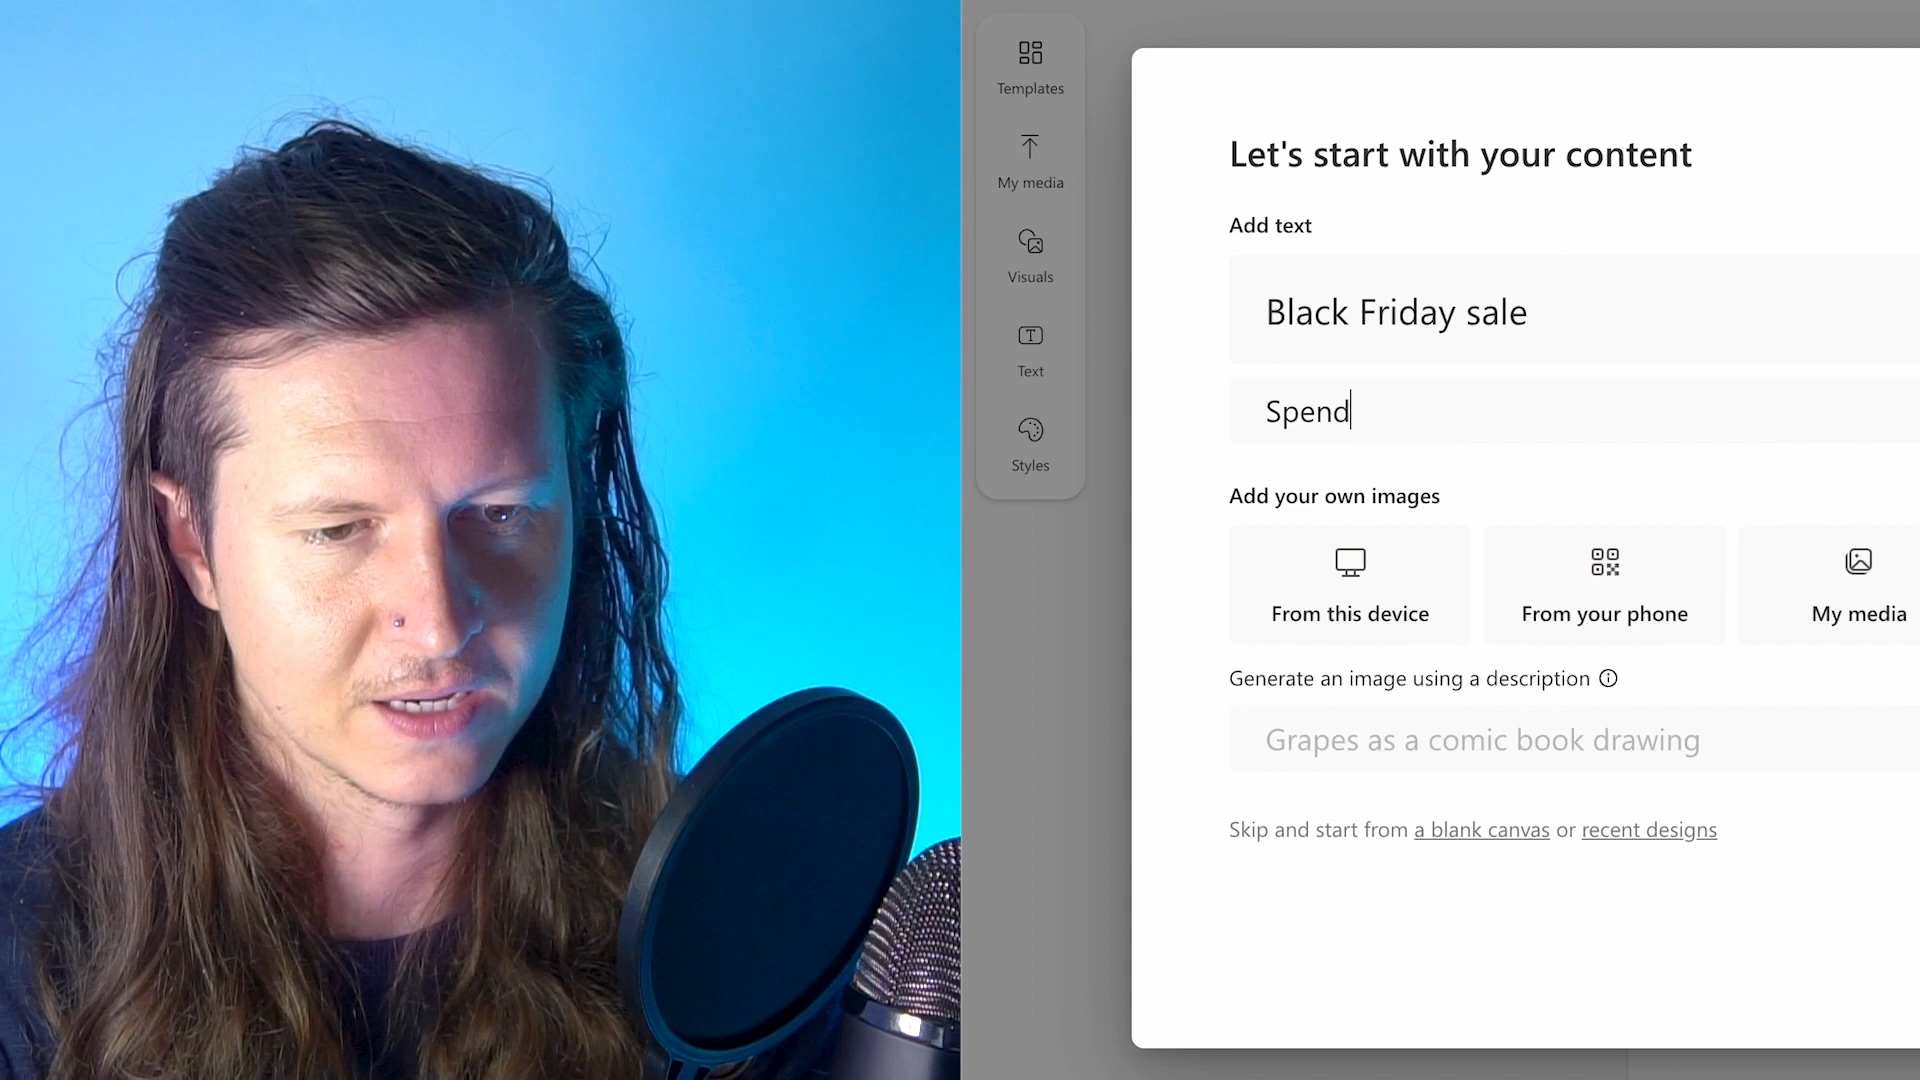 Templates
My media
Visuals
Text
Styles
Let's start with your content
Add text
Black Friday sale
Spend
Add your own images
From this device
From your phone
My media
Generate an image using a description
Grapes as a comic book drawing
Skip and start from a blank canvas or recent designs